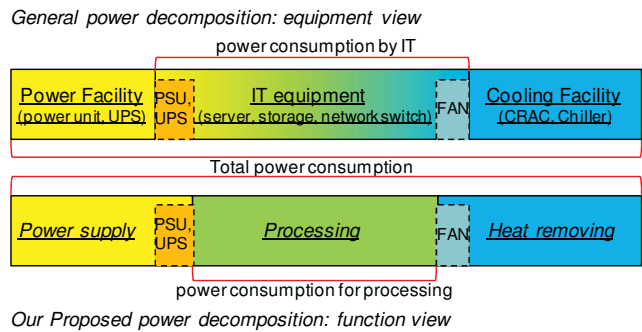 General power decomposition: equipment view
power consumption by IT
Power Facility
(power unit, UPS)
PSU,
UPS
IT equipment
(server, storage, network switch)
FAN
Cooling Facility
(CRAC, Chiller)
Total power consumption
Power supply
PSU,
UPS
Processing
FAN
Heat removing
power consumption for processing
Our Proposed power decomposition: function view